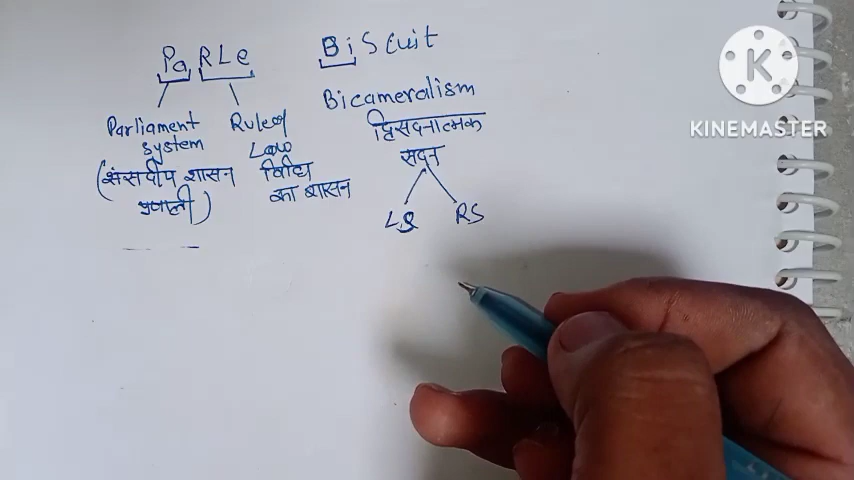 PaRLe BiScuit
Parliament
system
(संसदीय शासन
प्रणाली)
Rule of
Law
विधि
का शासन
Bicameralism
द्विसदनात्मक
सदन
LS RS
KINEMASTER